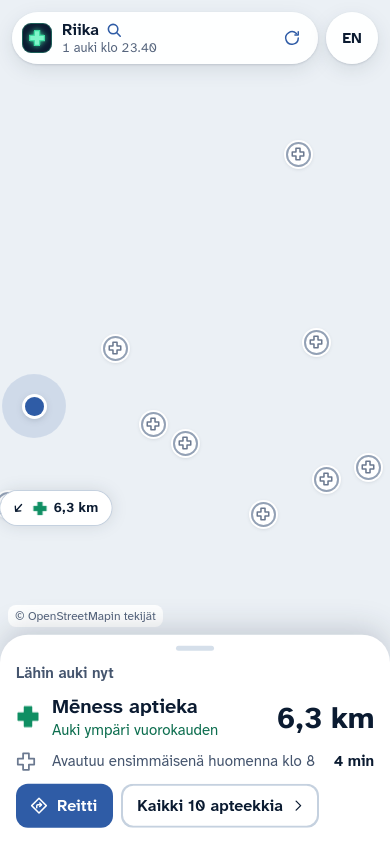 Riika
1 auki klo 23.40
EN
6,3 km
© OpenStreetMapin tekijät
Lähin auki nyt
Mēness aptieka
Auki ympäri vuorokauden
6,3 km
Avautuu ensimmäisenä huomenna klo 8
4 min
Reitti
Kaikki 10 apteekkia